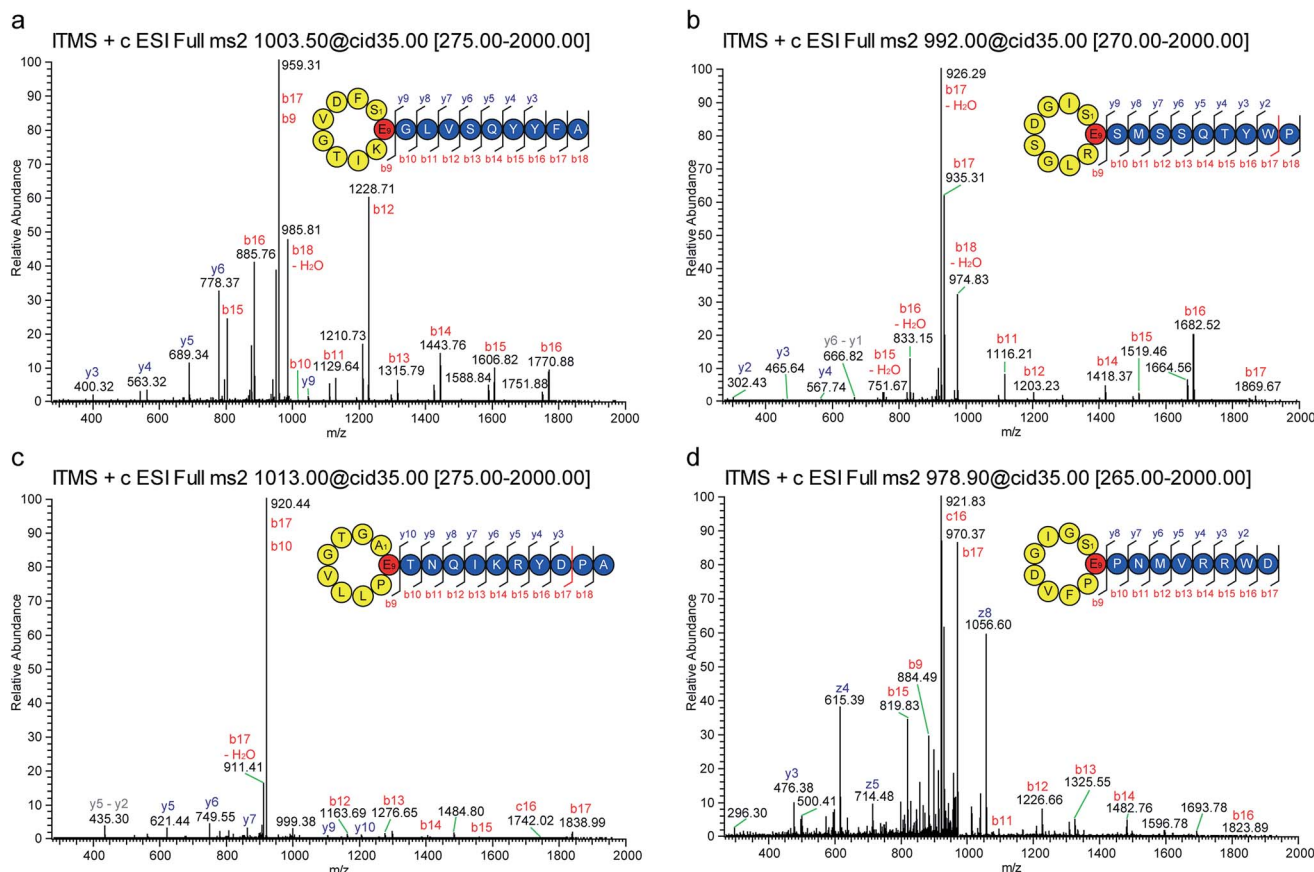 a
ITMS + c ESI Full ms2 1003.50@cid35.00 [275.00-2000.00]
Relative Abundance
100
90
80
70
60
50
40
30
20
10
0
959.31
b17
b9
1228.71
b12
985.81
b18
- H2O
b16
885.76
y6
778.37
b15
y5
689.34
y3
400.32
y4
563.32
b10
y9
1210.73
b11
1129.64
b13
1315.79
b14
1443.76
b15
1606.82
1588.84
b16
1770.88
1751.88
S1 F D V G T I K E9 G L V S Q Y Y F A
y9 y8 y7 y6 y5 y4 y3
b9 b10 b11 b12 b13 b14 b15 b16 b17 b18
400 600 800 1000 1200 1400 1600 1800 2000
m/z
b
ITMS + c ESI Full ms2 992.00@cid35.00 [270.00-2000.00]
Relative Abundance
100
90
80
70
60
50
40
30
20
10
0
926.29
b17
- H2O
b17
935.31
b18
- H2O
974.83
b16
- H2O
833.15
y6 - y1
666.82
b15
- H2O
751.67
y2
302.43
y3
465.64
y4
567.74
b11
1116.21
b12
1203.23
b14
1418.37
b15
1519.46
b16
1682.52
1664.56
b17
1869.67
S1 I G D S G L R E9 S M S S Q T Y W P
y9 y8 y7 y6 y5 y4 y3 y2
b9 b10 b11 b12 b13 b14 b15 b16 b17 b18
400 600 800 1000 1200 1400 1600 1800 2000
m/z
c
ITMS + c ESI Full ms2 1013.00@cid35.00 [275.00-2000.00]
Relative Abundance
100
90
80
70
60
50
40
30
20
10
0
920.44
b17
b10
b17
- H2O
911.41
y5 - y2
435.30
y5
621.44
y6
749.55
y7
999.38
y9
b12
1163.69
y10
b13
1276.65
b14
1484.80
b15
c16
1742.02
b17
1838.99
A1 G T G V L L P E9 T N Q I K R Y D P A
y10 y9 y8 y7 y6 y5 y4 y3
b9 b10 b11 b12 b13 b14 b15 b16 b17 b18
400 600 800 1000 1200 1400 1600 1800 2000
m/z
d
ITMS + c ESI Full ms2 978.90@cid35.00 [265.00-2000.00]
Relative Abundance
100
90
80
70
60
50
40
30
20
10
0
921.83
c16
970.37
b17
z8
1056.60
b9
884.49
b15
819.83
z4
615.39
z5
714.48
y3
476.38
500.41
296.30
b11
b12
1226.66
b13
1325.55
b14
1482.76
1596.78
1693.78
b16
1823.89
S1 G I G D V F P E9 P N M V R R W D
y8 y7 y6 y5 y4 y3 y2
b9 b10 b11 b12 b13 b14 b15 b16 b17
400 600 800 1000 1200 1400 1600 1800 2000
m/z